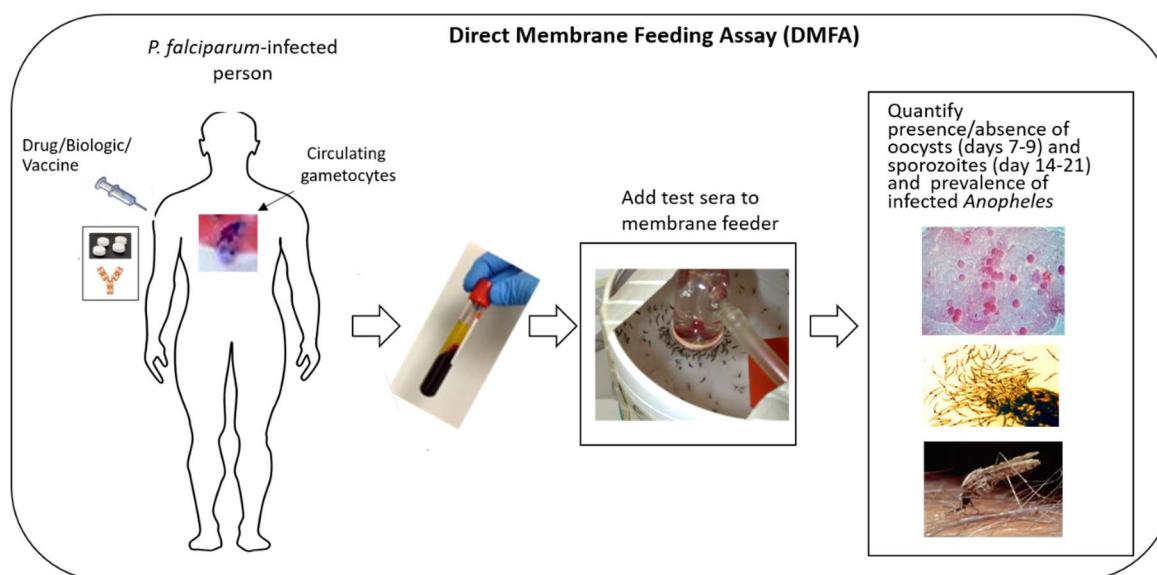 Direct Membrane Feeding Assay (DMFA)
P. falciparum-infected
person
Drug/Biologic/
Vaccine
Circulating
gametocytes
Add test sera to
membrane feeder
Quantify
presence/absence of
oocysts (days 7-9) and
sporozoites (day 14-21)
and prevalence of
infected Anopheles